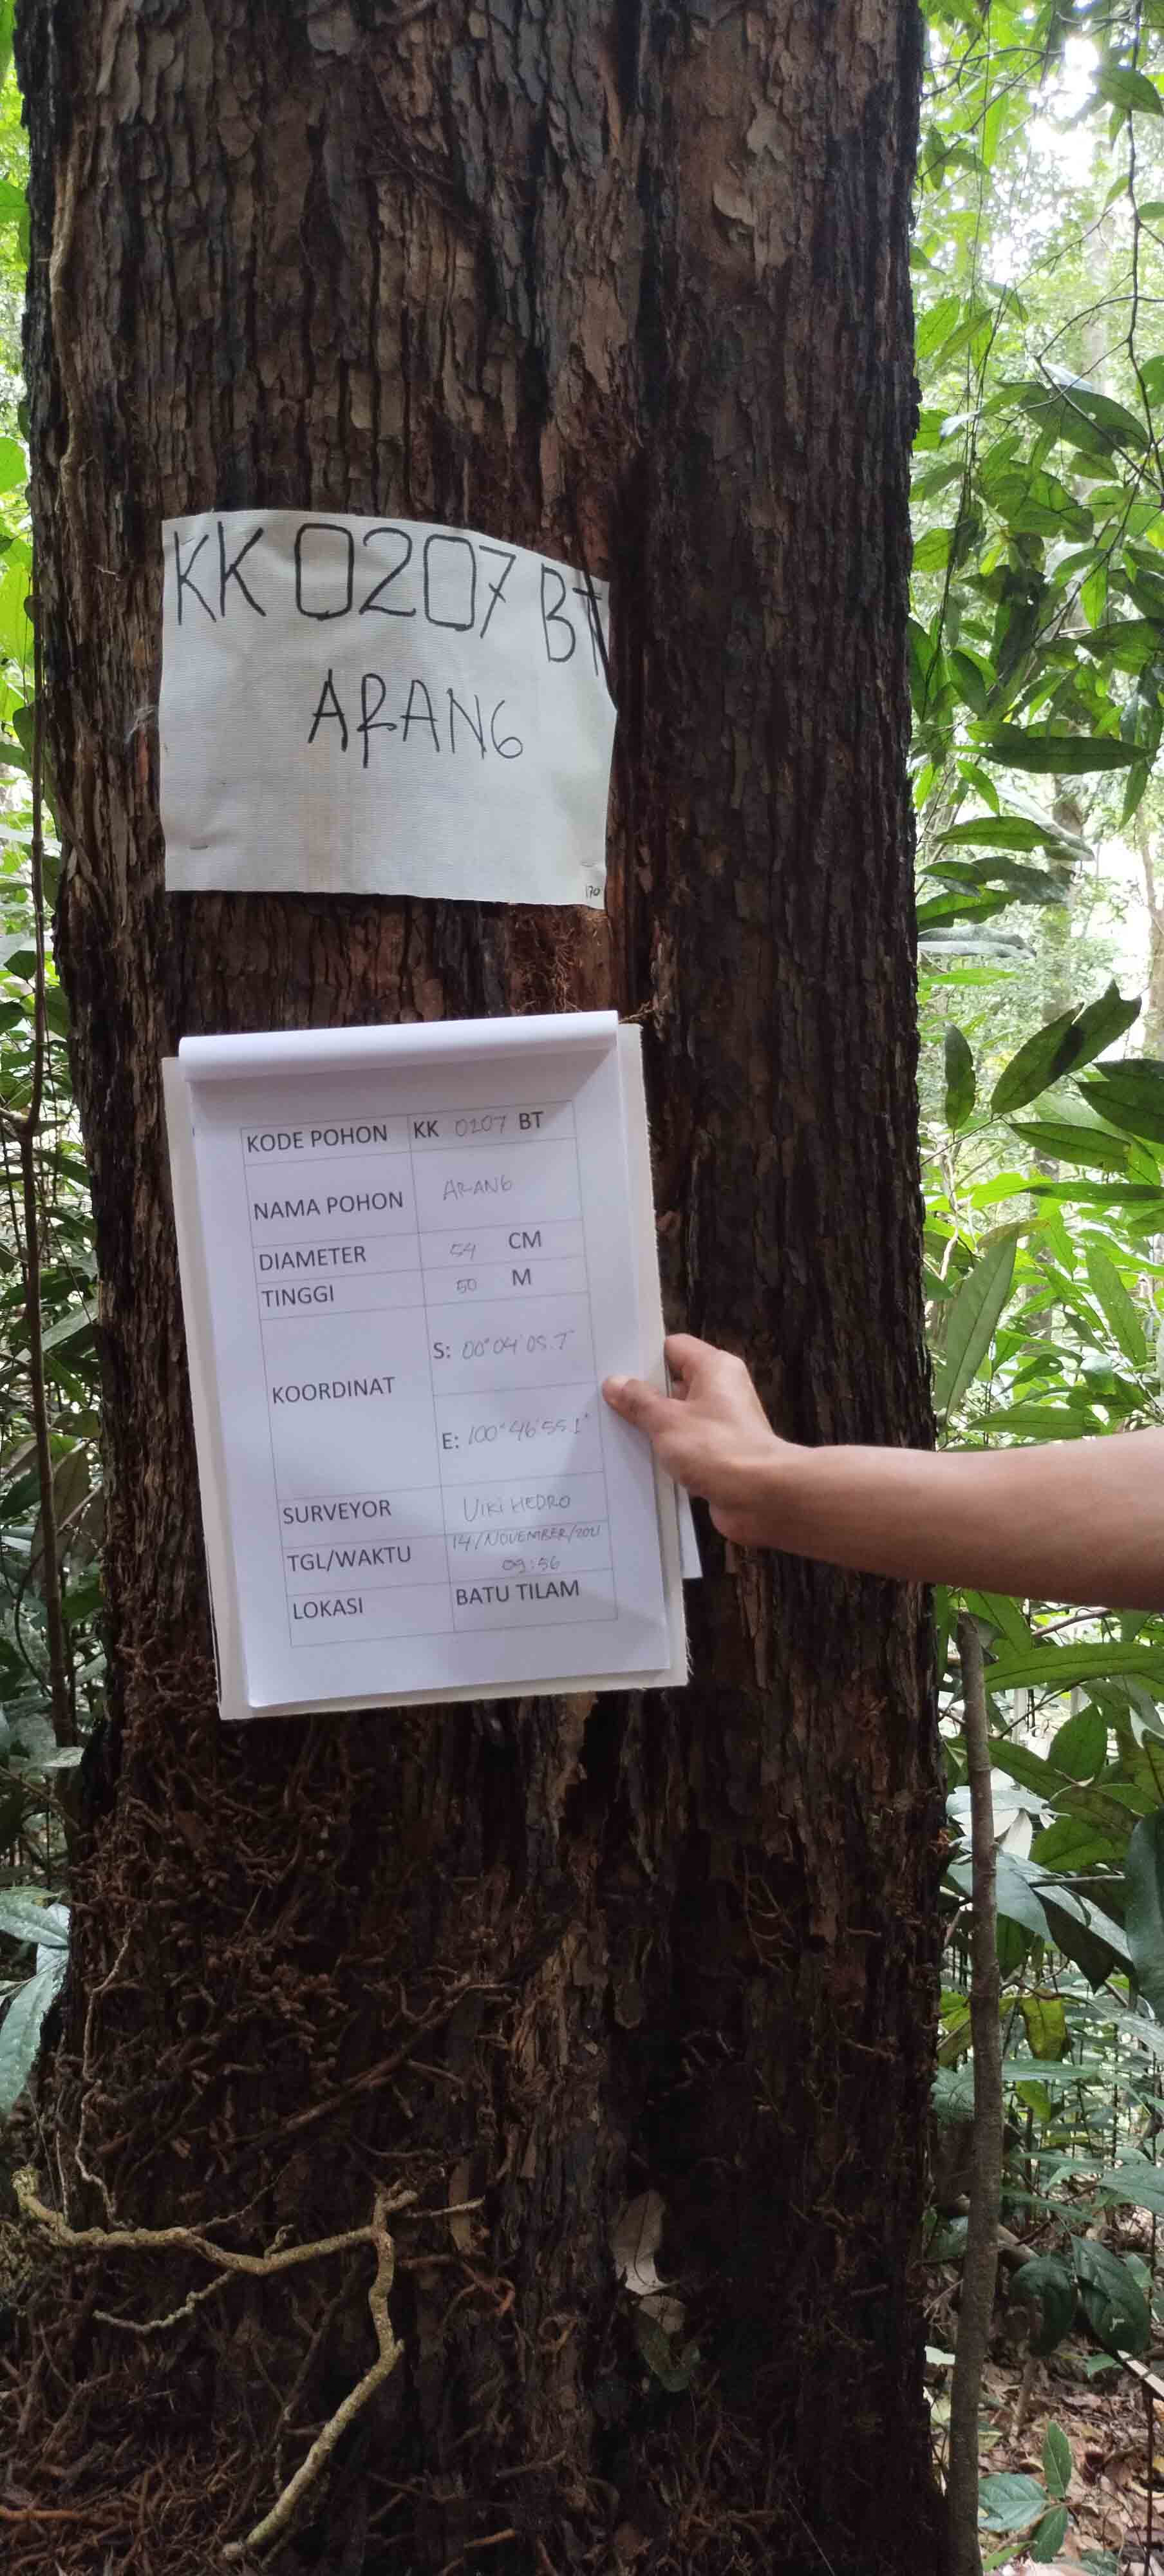 KK 0207 BT
ARANG
170
KODE POHON KK 0207 BT
NAMA POHON ARANG
DIAMETER 54 CM
TINGGI 50 M
KOORDINAT
S: 00°04'05.7"
E: 100°46'55.1"
SURVEYOR VIKI HEDRO
TGL/WAKTU 14/NOVEMBER/2021
09:56
LOKASI BATU TILAM